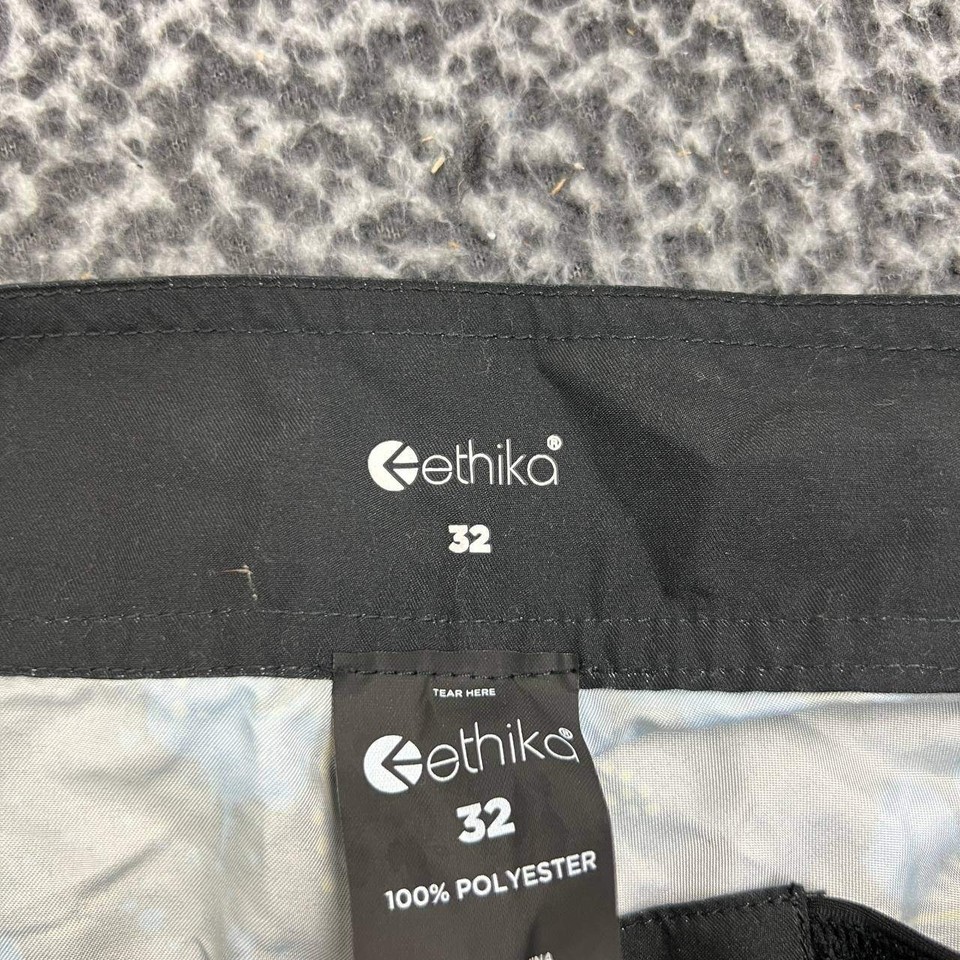 ethika®
32
TEAR HERE
ethika®
32
100% POLYESTER